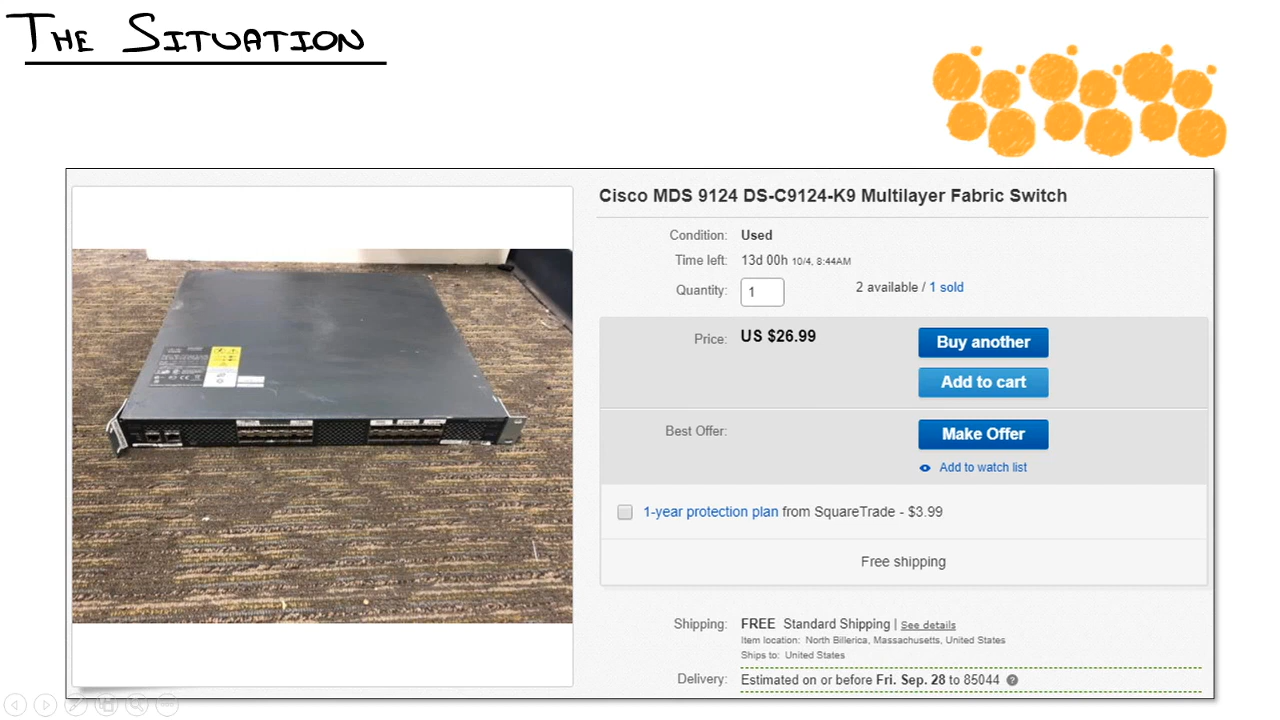 The Situation
Cisco MDS 9124 DS-C9124-K9 Multilayer Fabric Switch
Condition: Used
Time left: 13d 00h 10/4, 8:44AM
Quantity: 1 2 available / 1 sold
Price: US $26.99 Buy another
Add to cart
Best Offer: Make Offer
Add to watch list
1-year protection plan from SquareTrade - $3.99
Free shipping
Shipping: FREE Standard Shipping | See details
Item location: North Billerica, Massachusetts, United States
Ships to: United States
Delivery: Estimated on or before Fri. Sep. 28 to 85044 ?